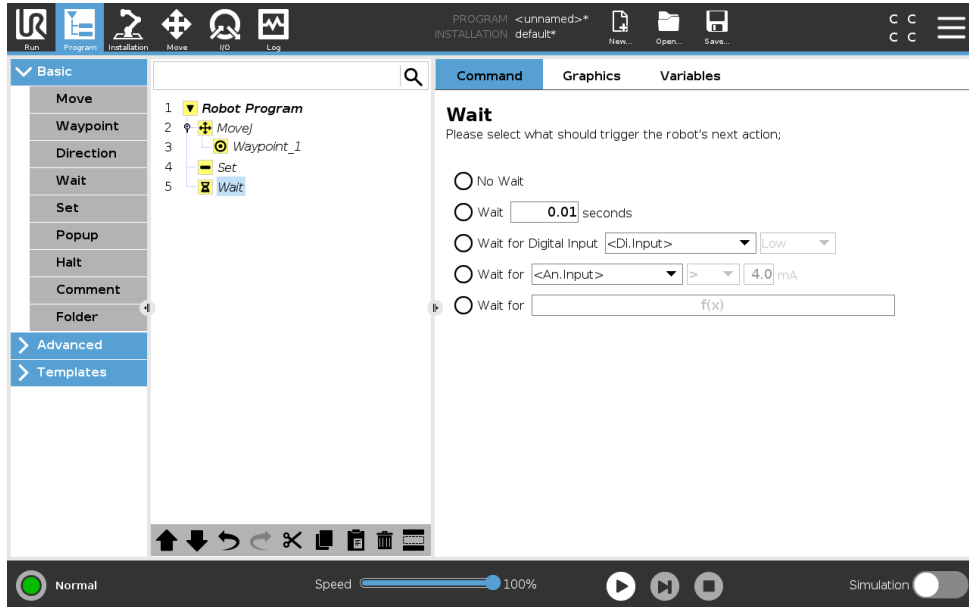 PROGRAM <unnamed>*
INSTALLATION default*
UR
Run
Program
Installation
Move
I/O
Log
New...
Open...
Save...
C C
C C
Basic
Move
Waypoint
Direction
Wait
Set
Popup
Halt
Comment
Folder
Advanced
Templates
1 Robot Program
2 MoveJ
3 Waypoint_1
4 Set
5 Wait
Command Graphics Variables
Wait
Please select what should trigger the robot's next action;
No Wait
Wait 0.01 seconds
Wait for Digital Input <Di.Input> Low
Wait for <An.Input> > 4.0 mA
Wait for f(x)
Normal
Speed 100%
Simulation